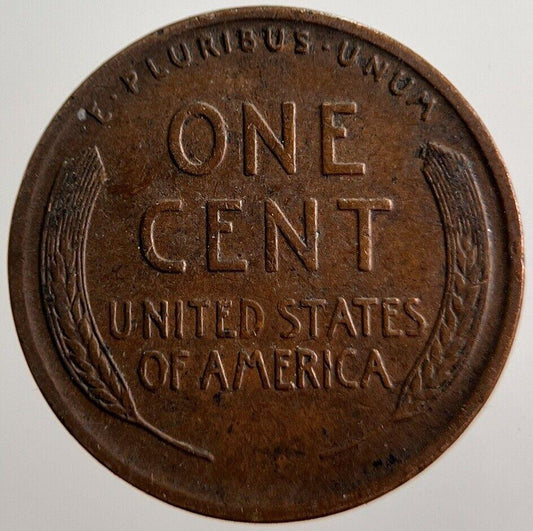 E · PLURIBUS · UNUM
ONE
CENT
UNITED STATES
OF AMERICA